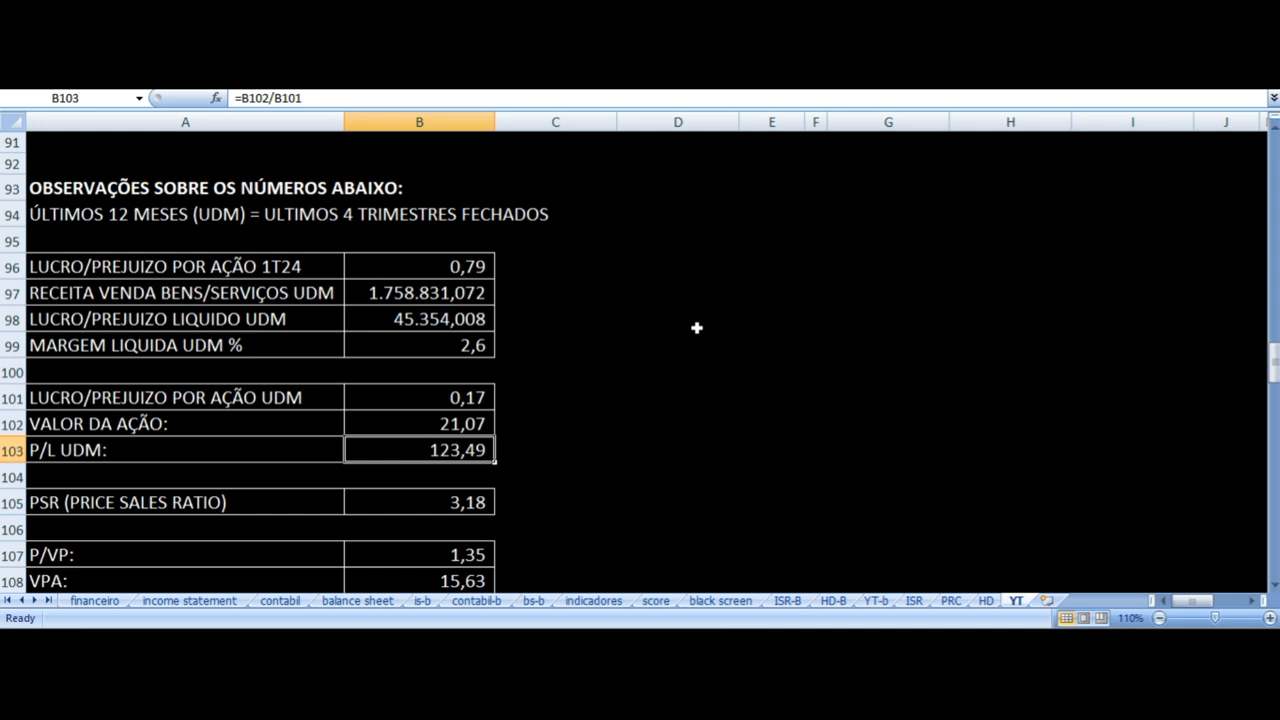 B103 fx =B102/B101
A B C D E F G H I J
91
92
93 OBSERVAÇÕES SOBRE OS NÚMEROS ABAIXO:
94 ÚLTIMOS 12 MESES (UDM) = ULTIMOS 4 TRIMESTRES FECHADOS
95
96 LUCRO/PREJUIZO POR AÇÃO 1T24 0,79
97 RECEITA VENDA BENS/SERVIÇOS UDM 1.758.831,072
98 LUCRO/PREJUIZO LIQUIDO UDM 45.354,008
99 MARGEM LIQUIDA UDM % 2,6
100
101 LUCRO/PREJUIZO POR AÇÃO UDM 0,17
102 VALOR DA AÇÃO: 21,07
103 P/L UDM: 123,49
104
105 PSR (PRICE SALES RATIO) 3,18
106
107 P/VP: 1,35
108 VPA: 15,63
financeiro income statement contabil balance sheet is-b contabil-b bs-b indicadores score black screen ISR-B HD-B YT-b ISR PRC HD YT
Ready 110%